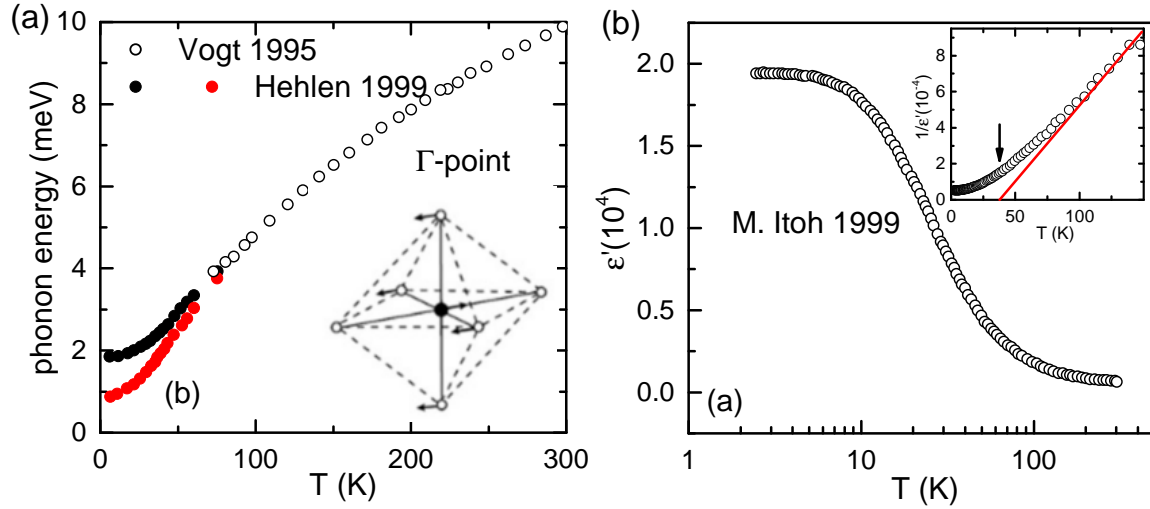 (a)
10
8
6
4
2
0
phonon energy (meV)
Vogt 1995
Hehlen 1999
Γ-point
(b)
0
100
200
300
T (K)
(b)
2.0
1.5
1.0
0.5
0.0
ε'(10⁴)
M. Itoh 1999
(a)
1
10
100
T (K)
8
6
4
2
0
1/ε'(10⁻⁴)
0
50
100
T (K)